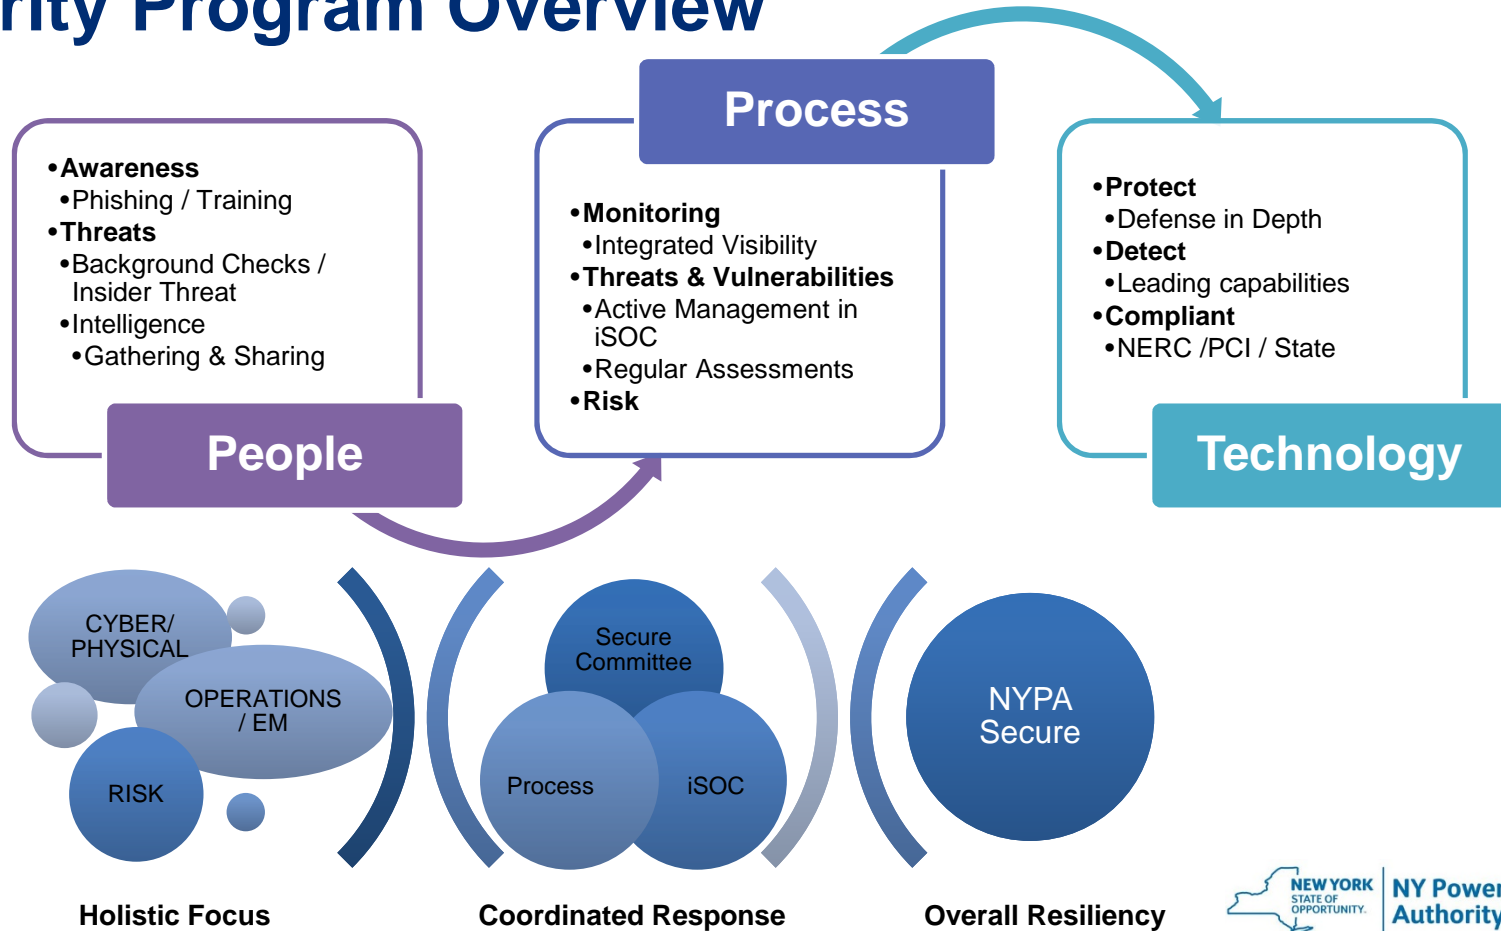 rity Program Overview
•Awareness
•Phishing / Training
•Threats
•Background Checks /
Insider Threat
•Intelligence
•Gathering & Sharing
People
Process
•Monitoring
•Integrated Visibility
•Threats & Vulnerabilities
•Active Management in
iSOC
•Regular Assessments
•Risk
•Protect
•Defense in Depth
•Detect
•Leading capabilities
•Compliant
•NERC /PCI / State
Technology
CYBER/
PHYSICAL
OPERATIONS
/ EM
RISK
Holistic Focus
Secure
Committee
Process
iSOC
Coordinated Response
NYPA
Secure
Overall Resiliency
NEW YORK
STATE OF
OPPORTUNITY.
NY Power
Authority